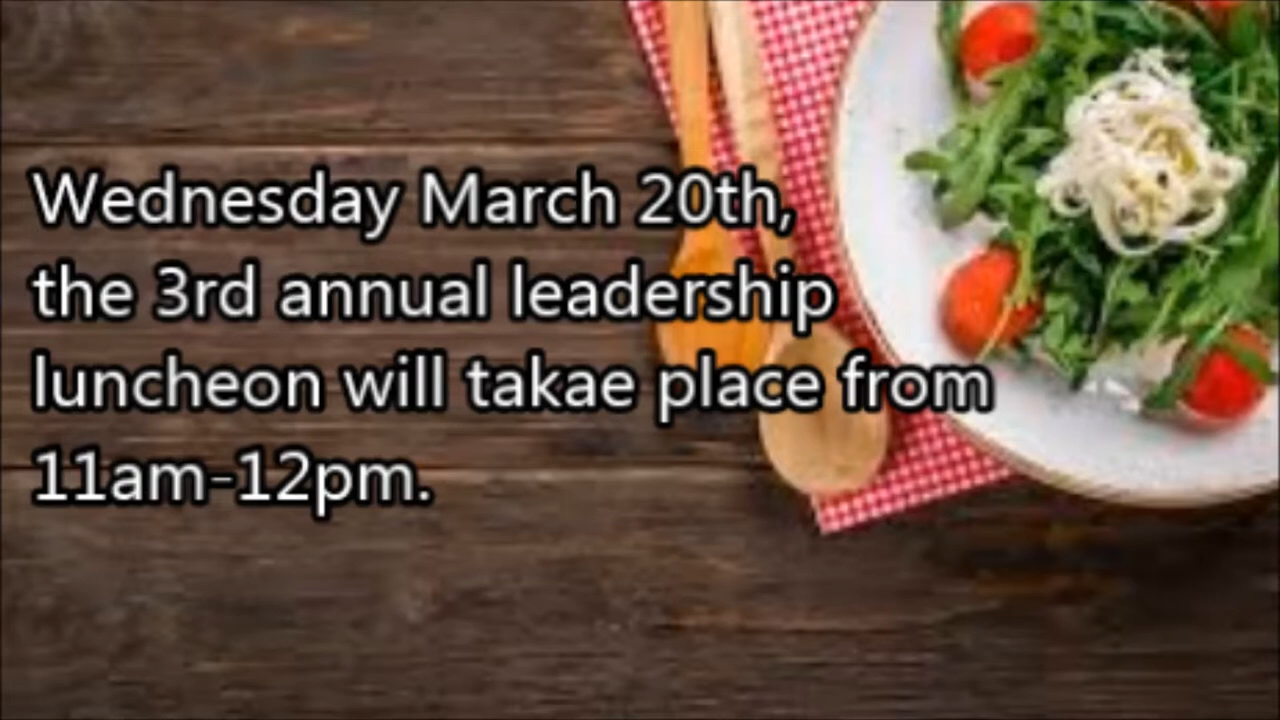 Wednesday March 20th,
the 3rd annual leadership
luncheon will takae place from
11am-12pm.